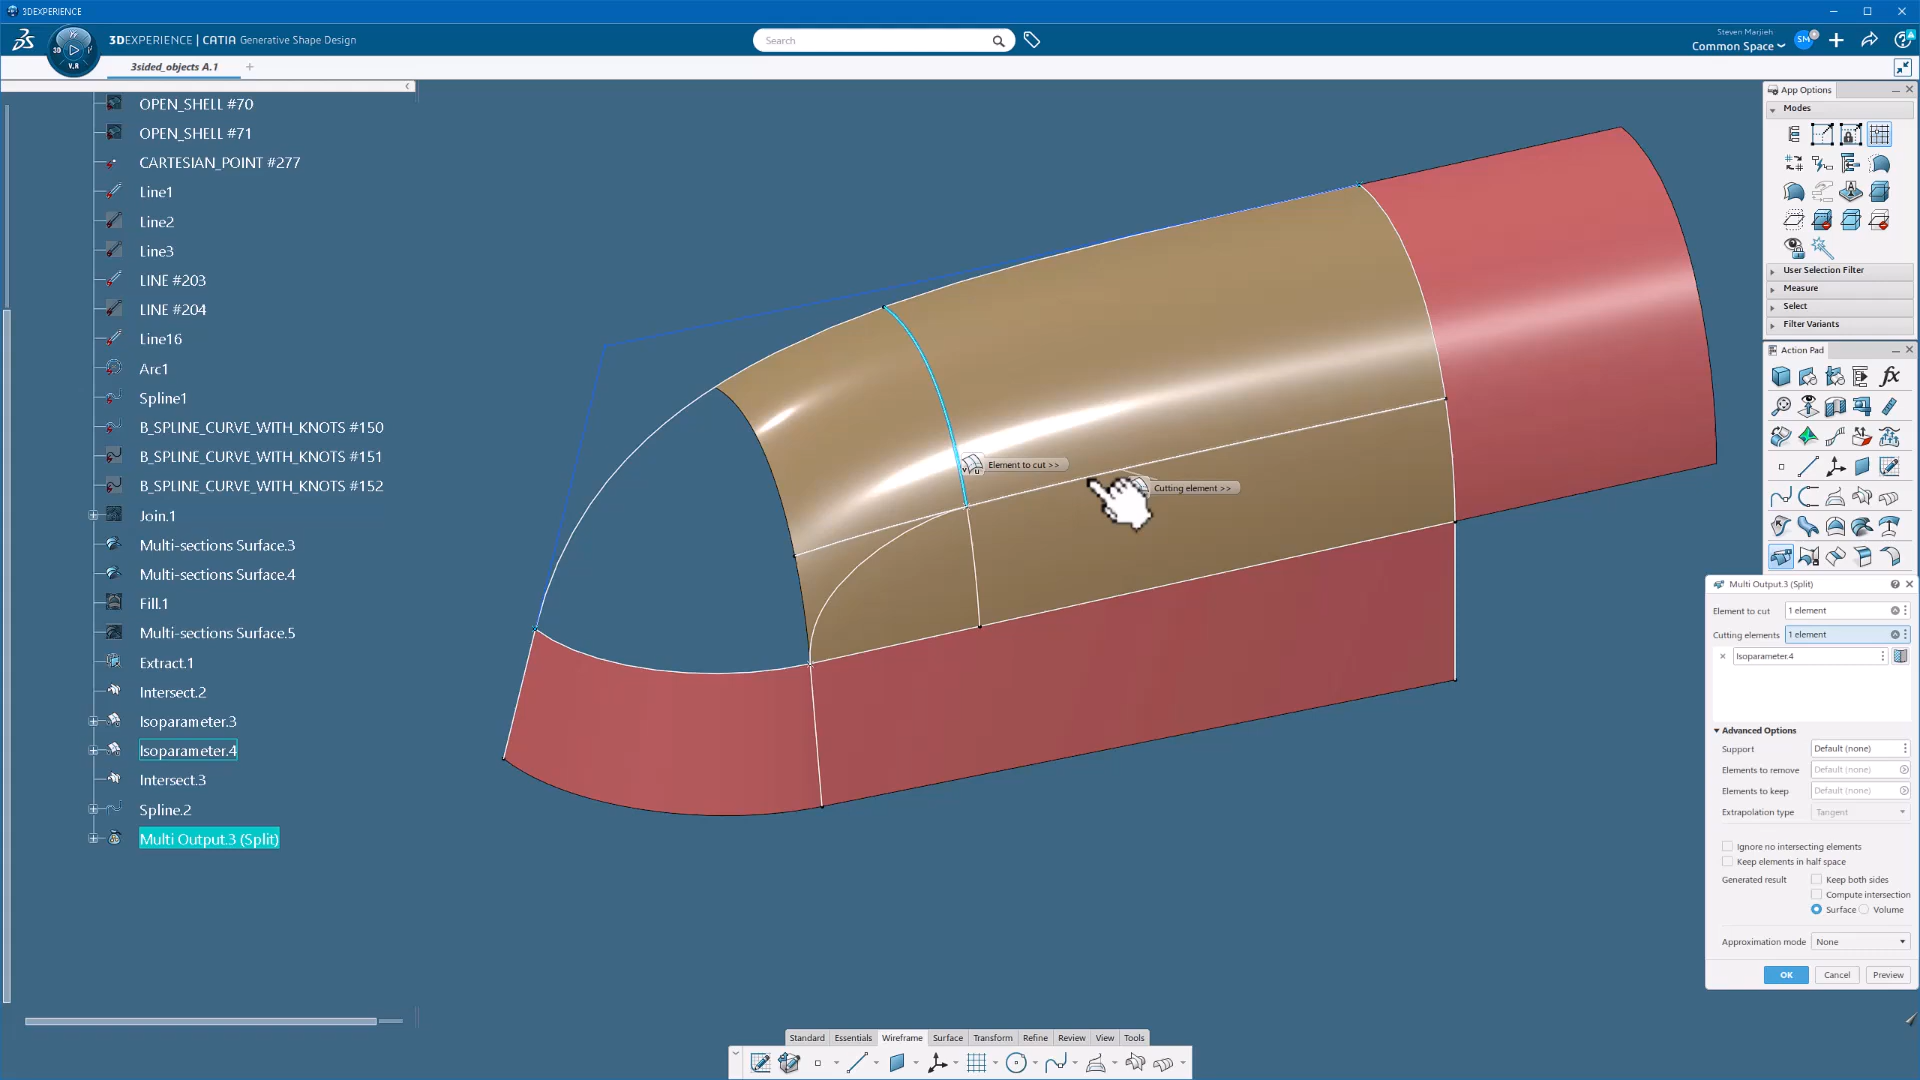 3DEXPERIENCE
3DEXPERIENCE | CATIA Generative Shape Design
Search
Steven Marjieh
Common Space
SM
3D
V.R
3sided_objects A.1
OPEN_SHELL #70
OPEN_SHELL #71
CARTESIAN_POINT #277
Line1
Line2
Line3
LINE #203
LINE #204
Line16
Arc1
Spline1
B_SPLINE_CURVE_WITH_KNOTS #150
B_SPLINE_CURVE_WITH_KNOTS #151
B_SPLINE_CURVE_WITH_KNOTS #152
Join.1
Multi-sections Surface.3
Multi-sections Surface.4
Fill.1
Multi-sections Surface.5
Extract.1
Intersect.2
Isoparameter.3
Isoparameter.4
Intersect.3
Spline.2
Multi Output.3 (Split)
Element to cut >>
Cutting element >>
App Options
Modes
User Selection Filter
Measure
Select
Filter Variants
Action Pad
fx
Multi Output.3 (Split)
Element to cut 1 element
Cutting elements 1 element
Isoparameter.4
Advanced Options
Support Default (none)
Elements to remove Default (none)
Elements to keep Default (none)
Extrapolation type Tangent
Ignore no intersecting elements
Keep elements in half space
Generated result Keep both sides
Compute intersection
Surface Volume
Approximation mode None
OK Cancel Preview
Standard Essentials Wireframe Surface Transform Refine Review View Tools